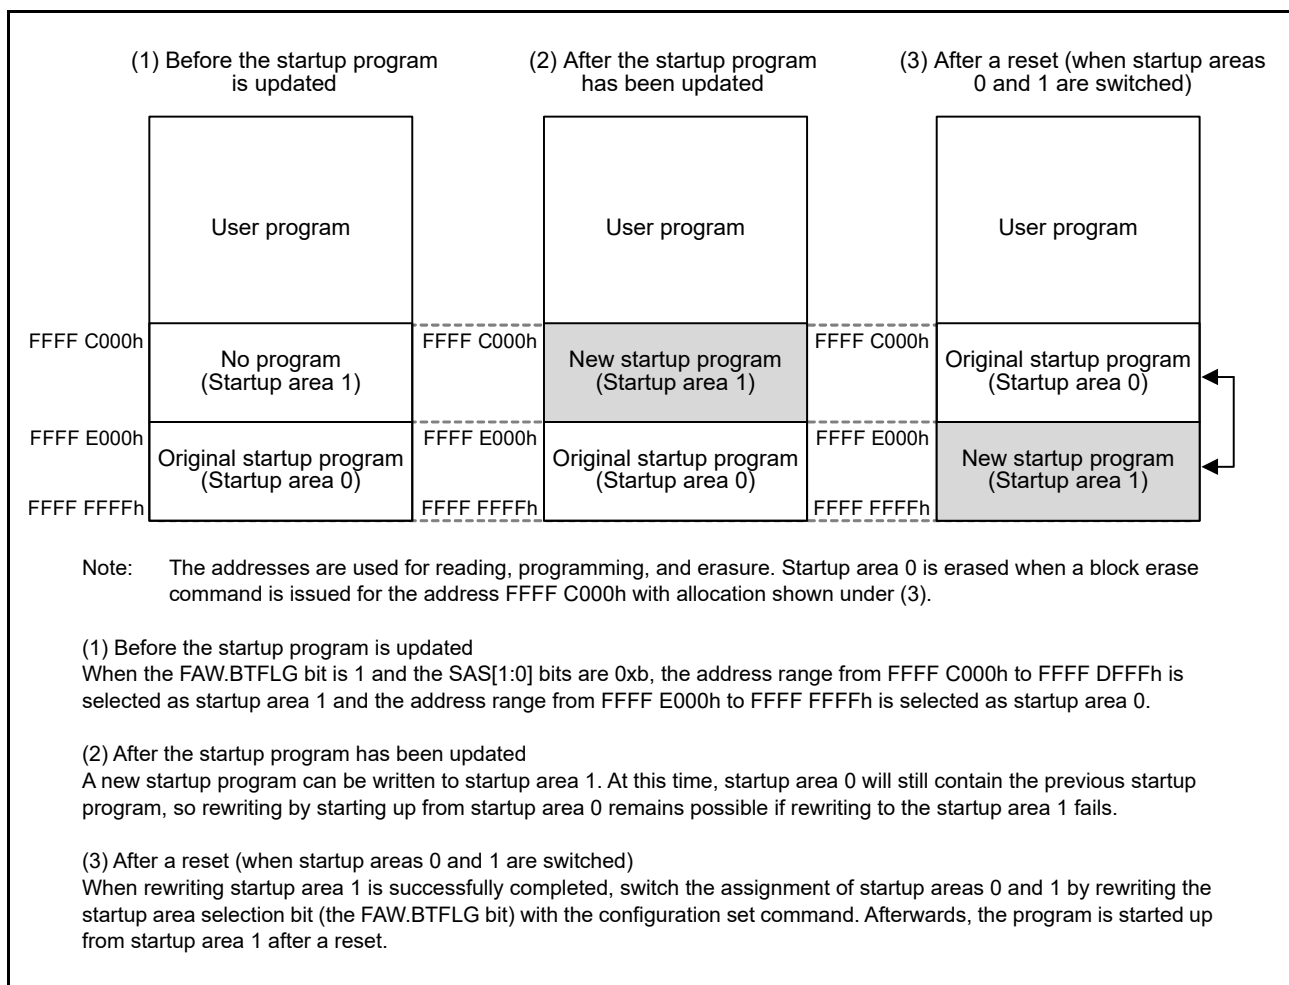 (1) Before the startup program
is updated
(2) After the startup program
has been updated
(3) After a reset (when startup areas
0 and 1 are switched)
User program
User program
User program
FFFF C000h
No program
(Startup area 1)
FFFF C000h
New startup program
(Startup area 1)
FFFF C000h
Original startup program
(Startup area 0)
FFFF E000h
Original startup program
(Startup area 0)
FFFF E000h
Original startup program
(Startup area 0)
FFFF E000h
New startup program
(Startup area 1)
FFFF FFFFh
FFFF FFFFh
FFFF FFFFh
Note: The addresses are used for reading, programming, and erasure. Startup area 0 is erased when a block erase
command is issued for the address FFFF C000h with allocation shown under (3).
(1) Before the startup program is updated
When the FAW.BTFLG bit is 1 and the SAS[1:0] bits are 0xb, the address range from FFFF C000h to FFFF DFFFh is
selected as startup area 1 and the address range from FFFF E000h to FFFF FFFFh is selected as startup area 0.
(2) After the startup program has been updated
A new startup program can be written to startup area 1. At this time, startup area 0 will still contain the previous startup
program, so rewriting by starting up from startup area 0 remains possible if rewriting to the startup area 1 fails.
(3) After a reset (when startup areas 0 and 1 are switched)
When rewriting startup area 1 is successfully completed, switch the assignment of startup areas 0 and 1 by rewriting the
startup area selection bit (the FAW.BTFLG bit) with the configuration set command. Afterwards, the program is started up
from startup area 1 after a reset.